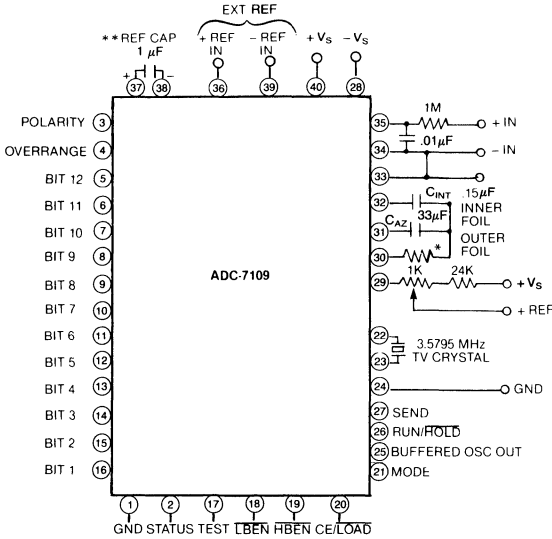 EXT REF
**REF CAP
1 µF
+ REF
IN
− REF
IN
+VS
−VS
+
−
37
38
36
39
40
28
POLARITY 3
OVERRANGE 4
BIT 12 5
BIT 11 6
BIT 10 7
BIT 9 8
BIT 8 9
BIT 7 10
BIT 6 11
BIT 5 12
BIT 4 13
BIT 3 14
BIT 2 15
BIT 1 16
ADC-7109
35
1M
+ IN
.01µF
34
− IN
33
32
CINT
.15µF
INNER
FOIL
31
CAZ
33µF
OUTER
FOIL
30
*
29
1K
24K
+VS
+ REF
22
3.5795 MHz
TV CRYSTAL
23
24
GND
27 SEND
26 RUN/HOLD
25 BUFFERED OSC OUT
21 MODE
1
2
17
18
19
20
GND STATUS TEST LBEN HBEN CE/LOAD